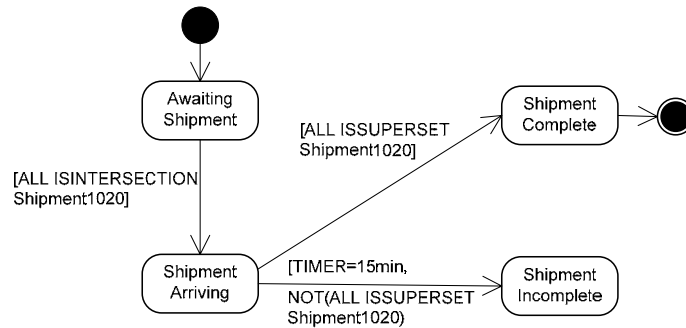 Awaiting
Shipment
[ALL ISINTERSECTION
Shipment1020]
Shipment
Arriving
[ALL ISSUPERSET
Shipment1020]
Shipment
Complete
[TIMER=15min,
NOT(ALL ISSUPERSET
Shipment1020)
Shipment
Incomplete